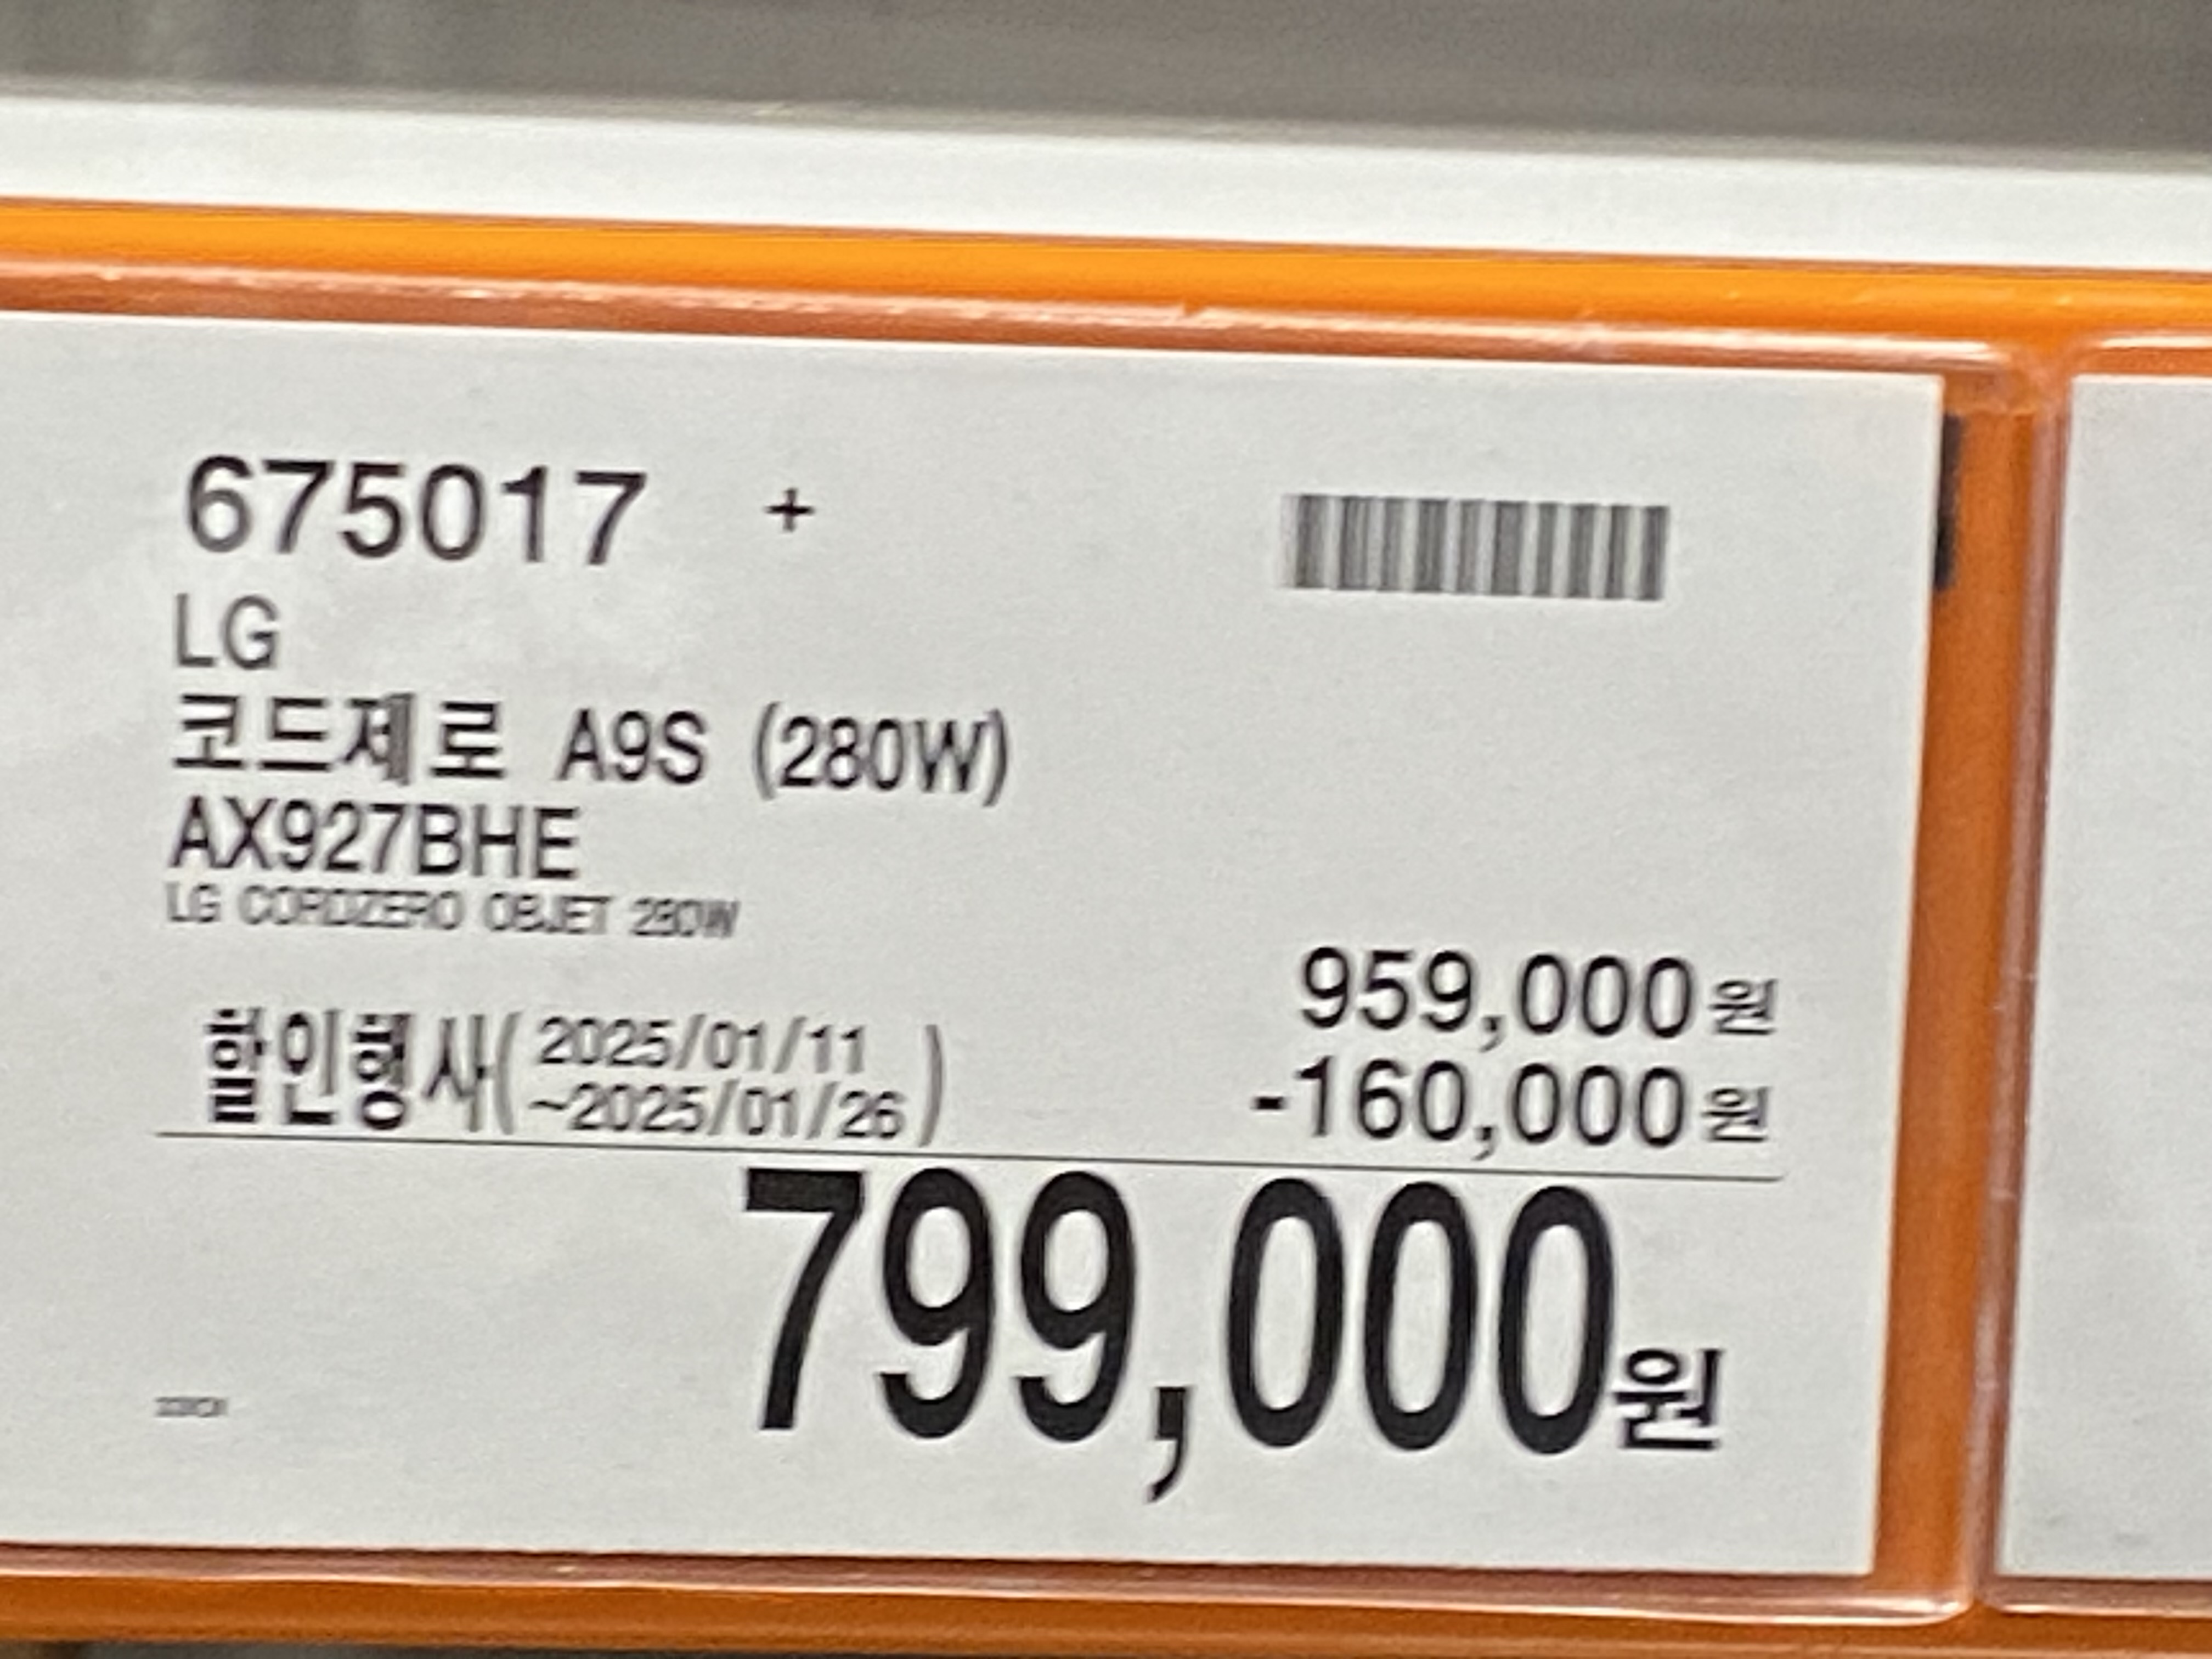 675017 +
LG
코드제로 A9S (280W)
AX927BHE
LG CORDZERO OBJET 280W
959,000원
할인행사( 2025/01/11
~2025/01/26 )
-160,000원
799,000원